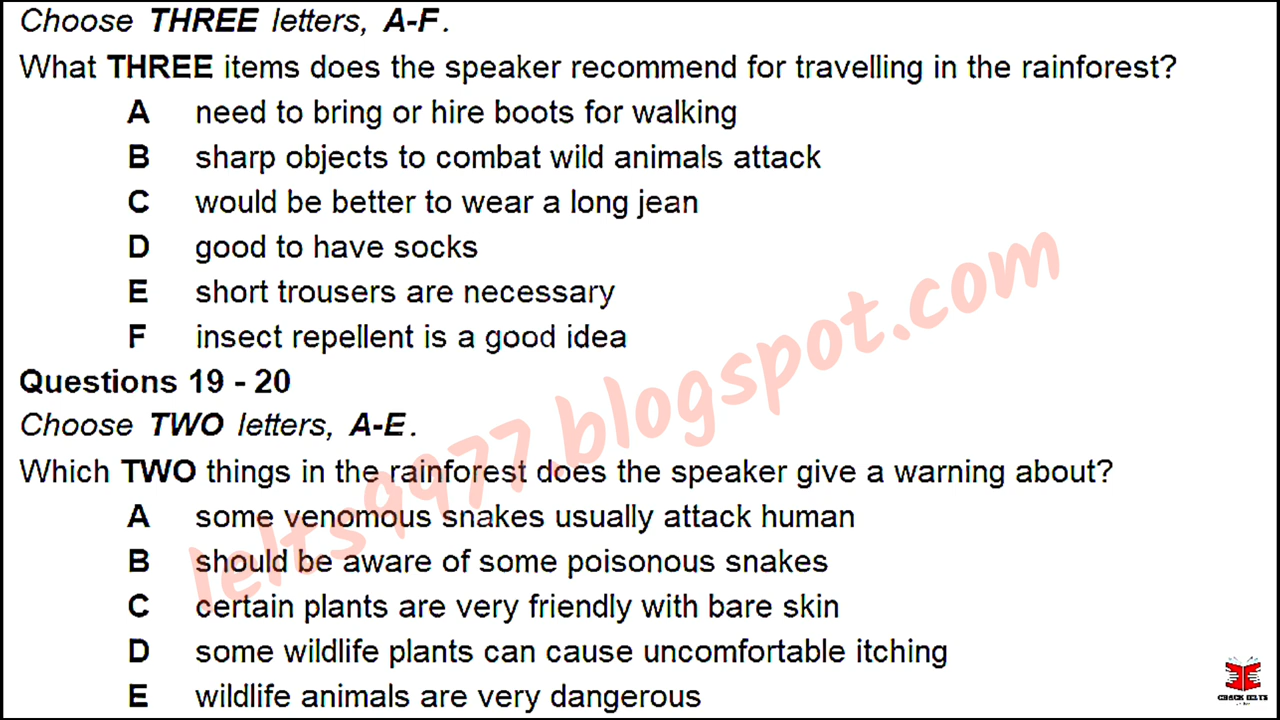 Choose THREE letters, A-F.
What THREE items does the speaker recommend for travelling in the rainforest?
A need to bring or hire boots for walking
B sharp objects to combat wild animals attack
C would be better to wear a long jean
D good to have socks
E short trousers are necessary
F insect repellent is a good idea
Questions 19 - 20
Choose TWO letters, A-E.
Which TWO things in the rainforest does the speaker give a warning about?
A some venomous snakes usually attack human
B should be aware of some poisonous snakes
C certain plants are very friendly with bare skin
D some wildlife plants can cause uncomfortable itching
E wildlife animals are very dangerous
Ielts9977.blogspot.com